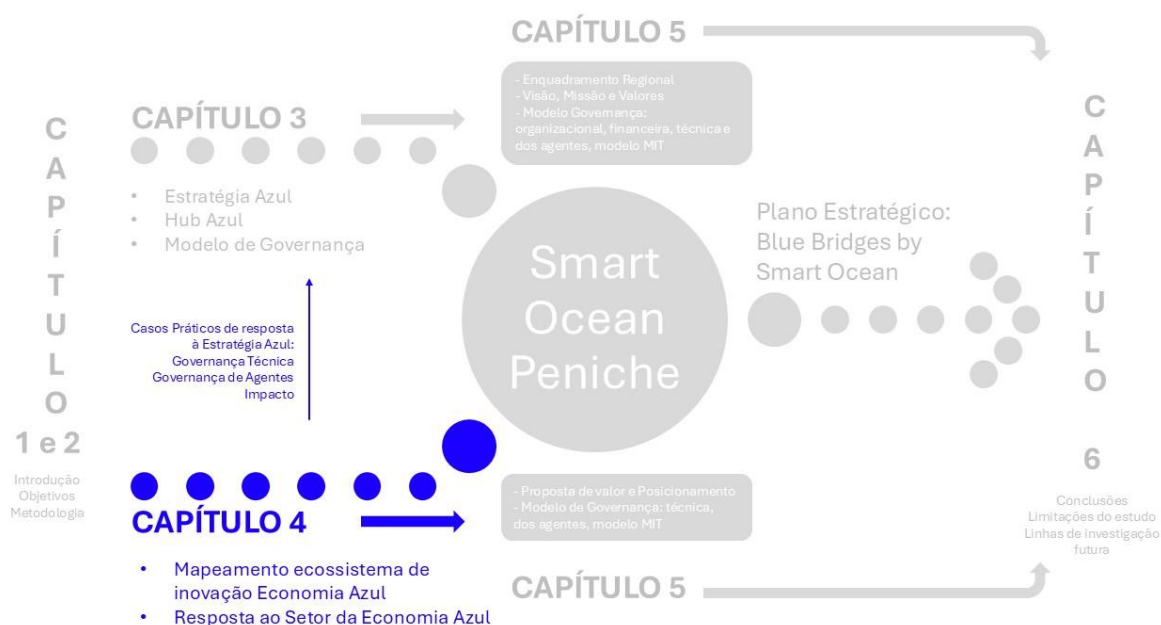 CAPÍTULO
1 e 2
Introdução
Objetivos
Metodologia
CAPÍTULO 3
• Estratégia Azul
• Hub Azul
• Modelo de Governança
Casos Práticos de resposta
à Estratégia Azul:
Governança Técnica
Governança de Agentes
Impacto
CAPÍTULO 4
• Mapeamento ecossistema de
inovação Economia Azul
• Resposta ao Setor da Economia Azul
CAPÍTULO 5
- Enquadramento Regional
- Visão, Missão e Valores
- Modelo Governança:
organizacional, financeira, técnica e
dos agentes, modelo MIT
Smart
Ocean
Peniche
- Proposta de valor e Posicionamento
- Modelo de Governança: técnica,
dos agentes, modelo MIT
CAPÍTULO 5
Plano Estratégico:
Blue Bridges by
Smart Ocean
CAPÍTULO
6
Conclusões
Limitações do estudo
Linhas de investigação
futura